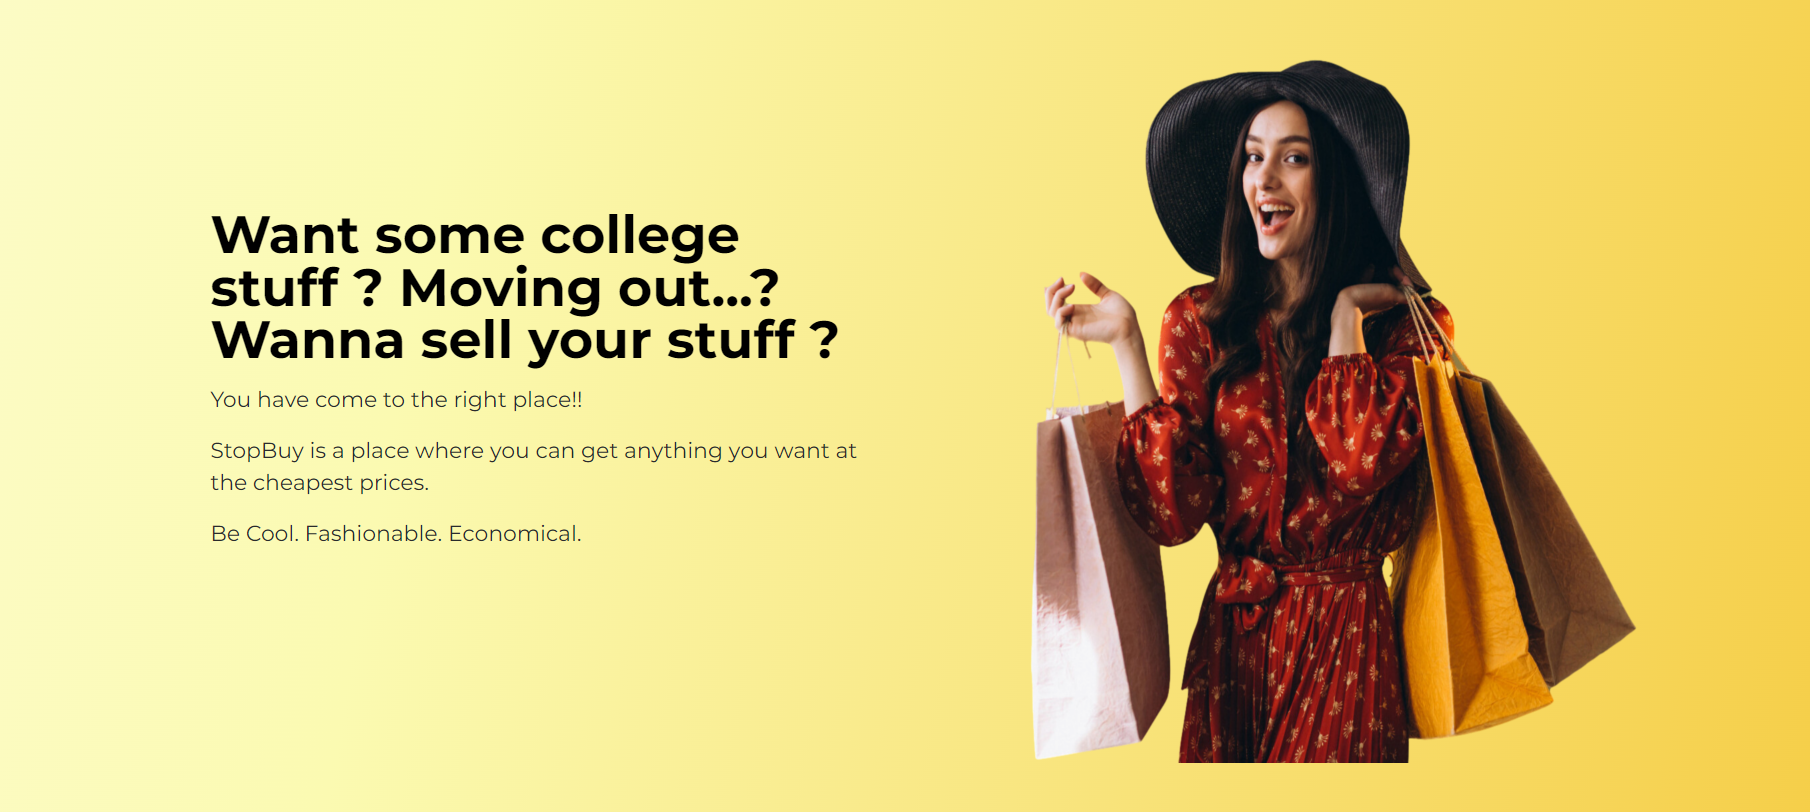 Want some college
stuff ? Moving out...?
Wanna sell your stuff ?
You have come to the right place!!
StopBuy is a place where you can get anything you want at
the cheapest prices.
Be Cool. Fashionable. Economical.